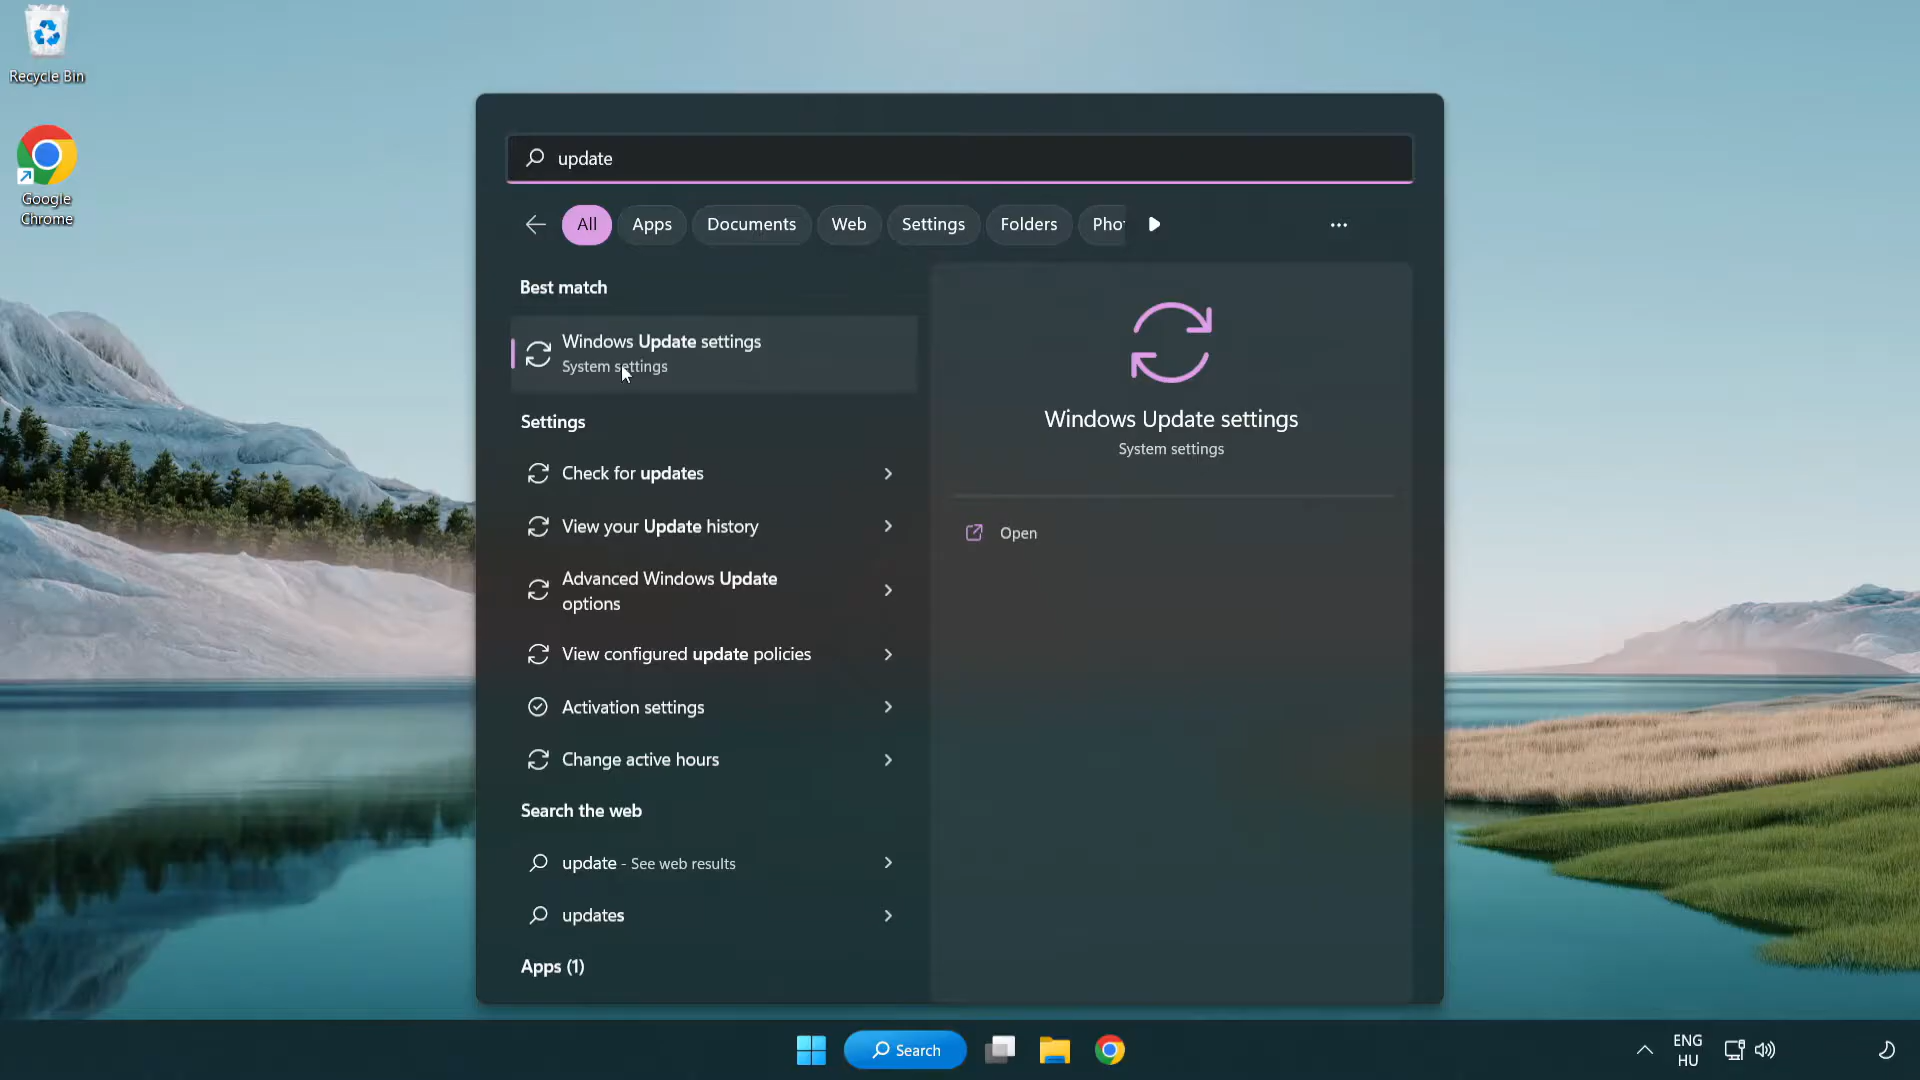 Recycle Bin
Google
Chrome
update
All
Apps
Documents
Web
Settings
Folders
Pho
Best match
Windows Update settings
System settings
Settings
Check for updates
View your Update history
Advanced Windows Update
options
View configured update policies
Activation settings
Change active hours
Search the web
update - See web results
updates
Apps (1)
Windows Update settings
System settings
Open
Search
ENG
HU